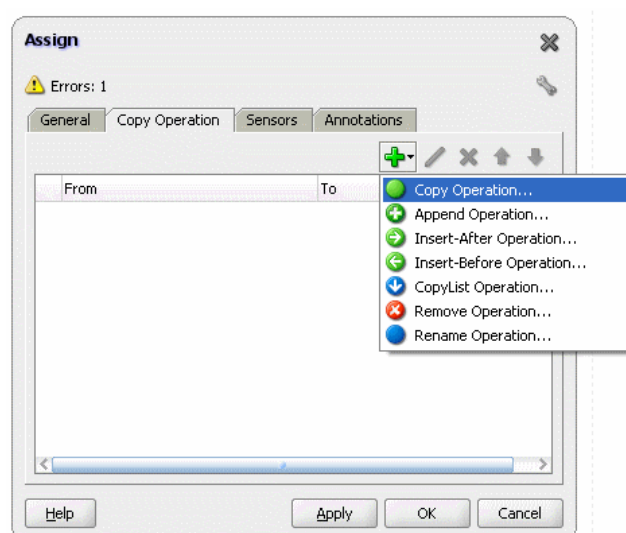 Assign
Errors: 1
General Copy Operation Sensors Annotations
From To
Copy Operation...
Append Operation...
Insert-After Operation...
Insert-Before Operation...
CopyList Operation...
Remove Operation...
Rename Operation...
Help Apply OK Cancel